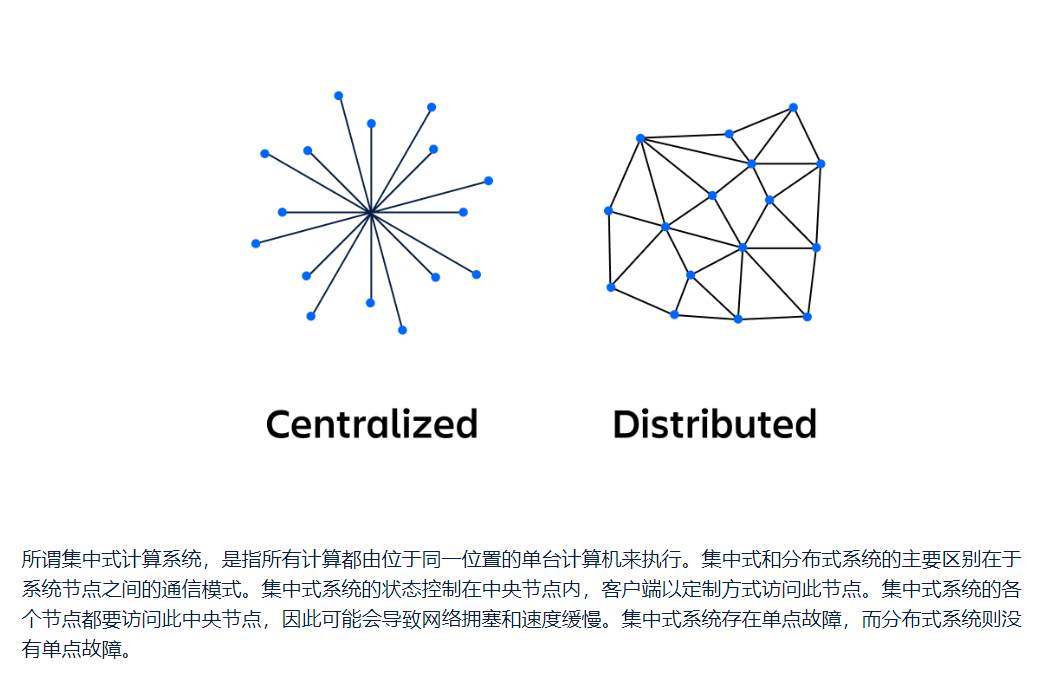 Centralized Distributed
所谓集中式计算系统，是指所有计算都由位于同一位置的单台计算机来执行。集中式和分布式系统的主要区别在于
系统节点之间的通信模式。集中式系统的状态控制在中央节点内，客户端以定制方式访问此节点。集中式系统的各
个节点都要访问此中央节点，因此可能会导致网络拥塞和速度缓慢。集中式系统存在单点故障，而分布式系统则没
有单点故障。